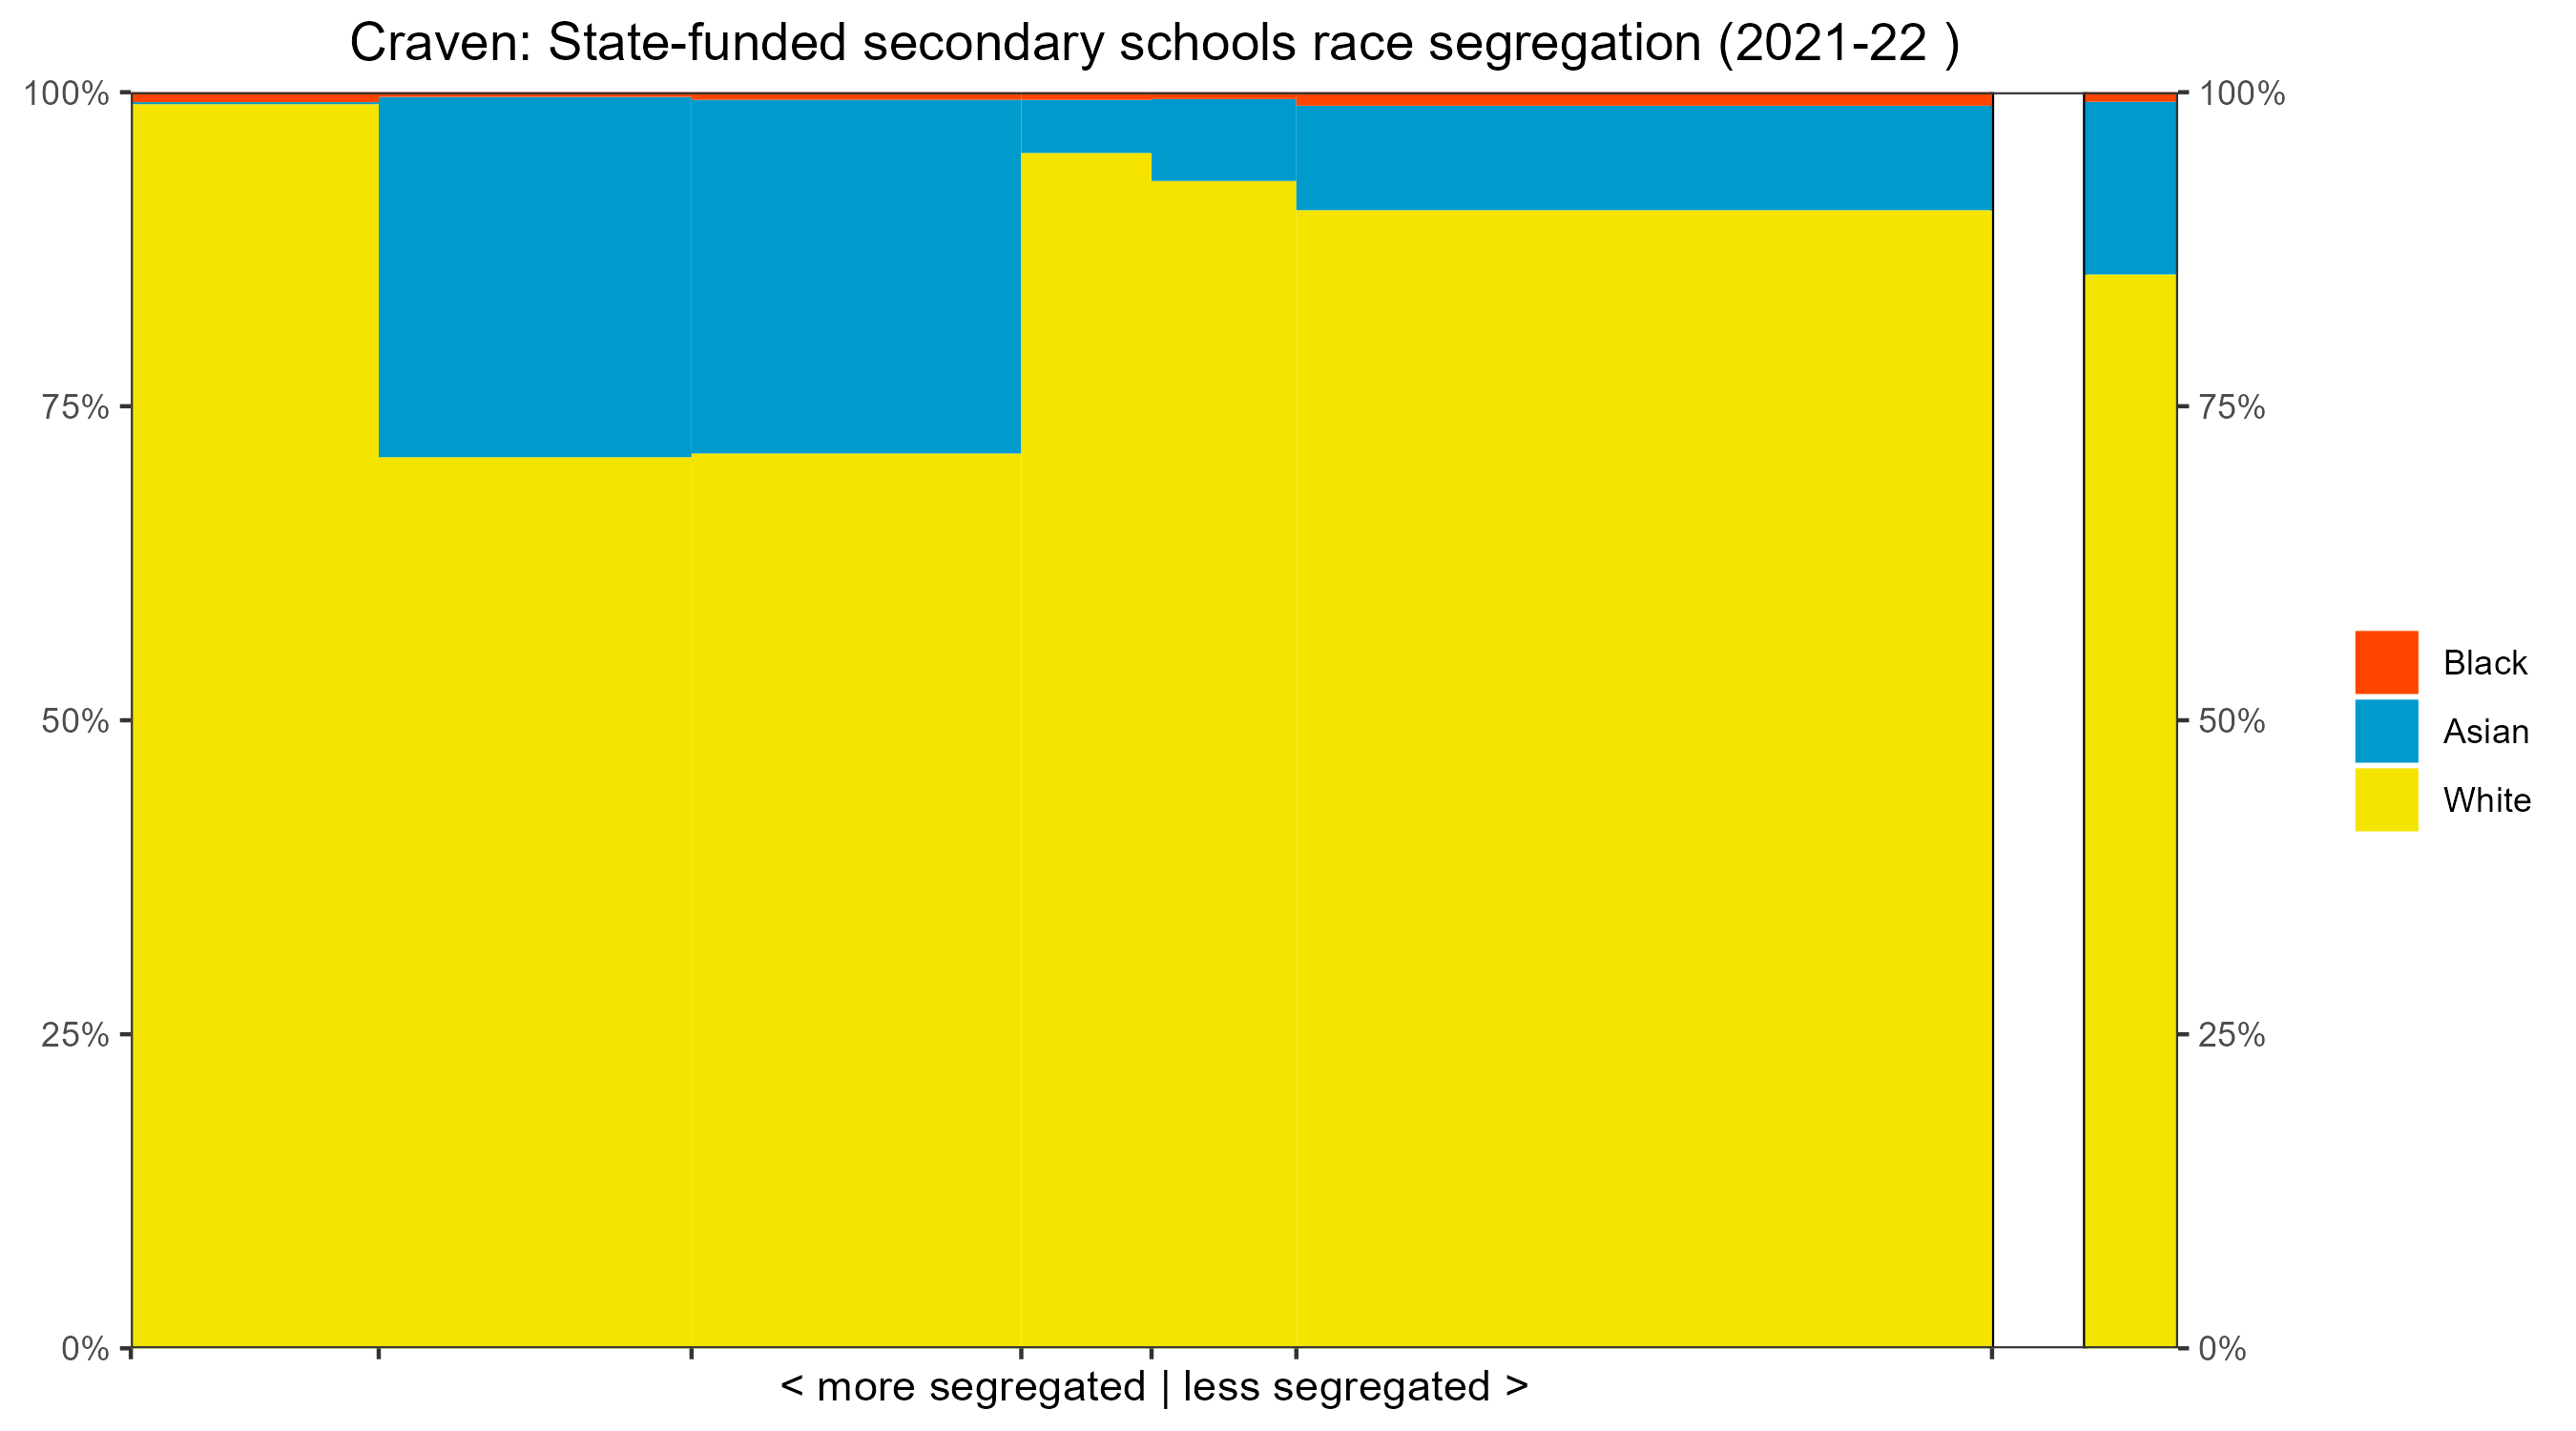 Craven: State-funded secondary schools race segregation (2021-22 )
100%
75%
50%
25%
0%
100%
75%
50%
25%
0%
Black
Asian
White
< more segregated | less segregated >